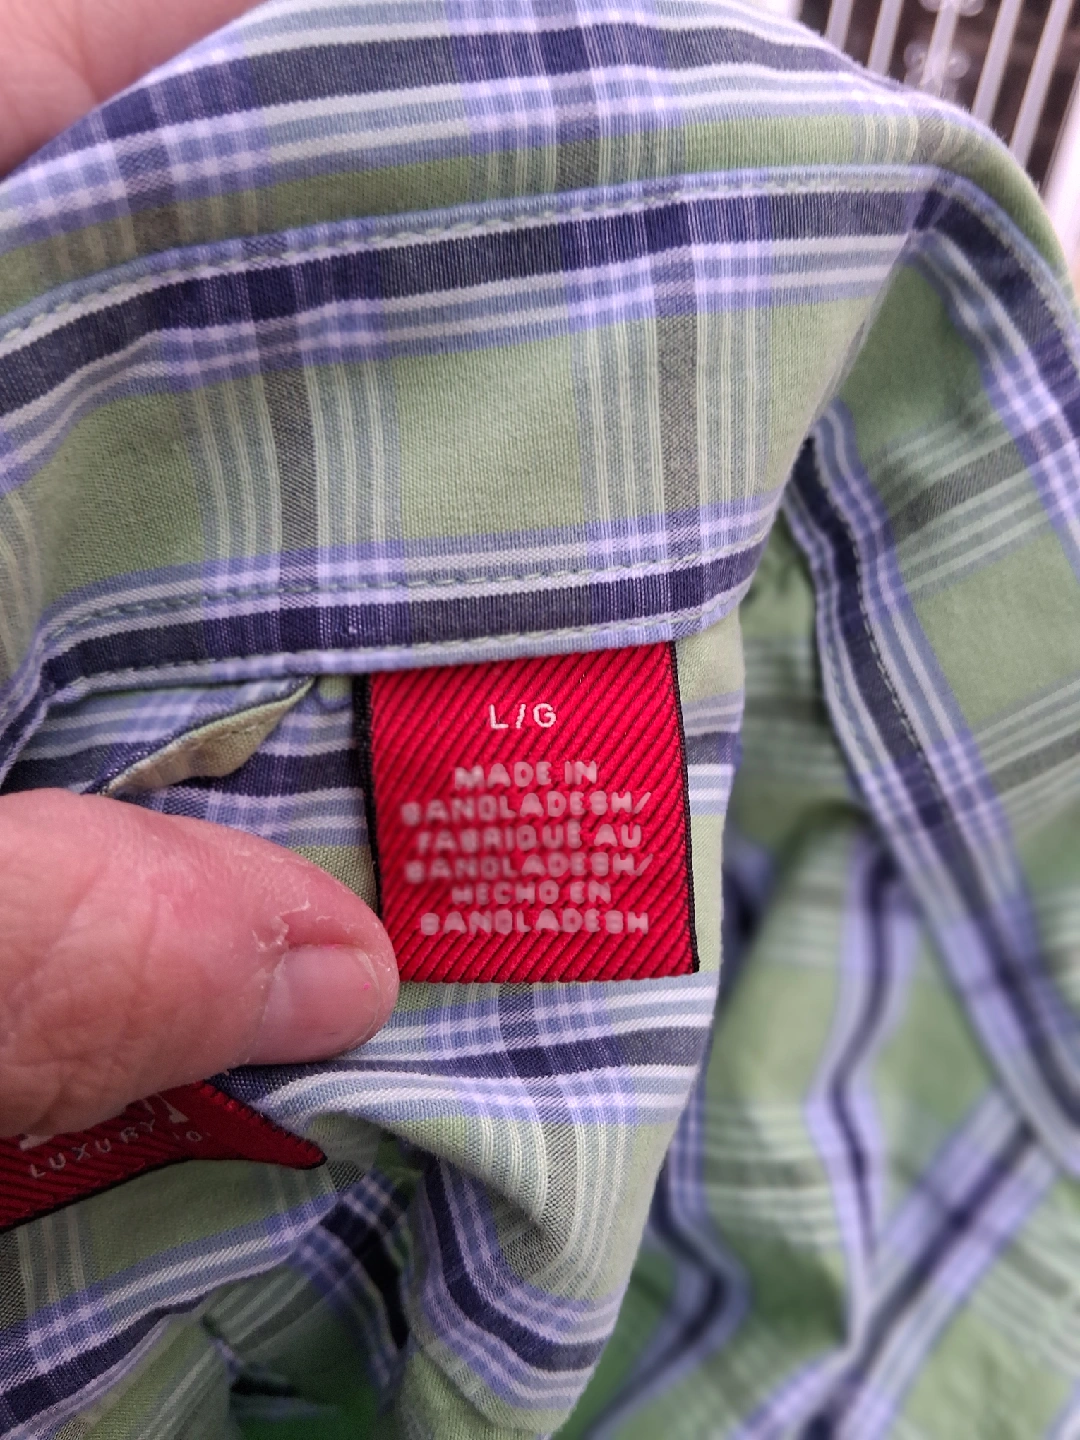 L/G
MADE IN
BANGLADESH/
FABRIQUÉ AU
BANGLADESH/
HECHO EN
BANGLADESH
LUXURY